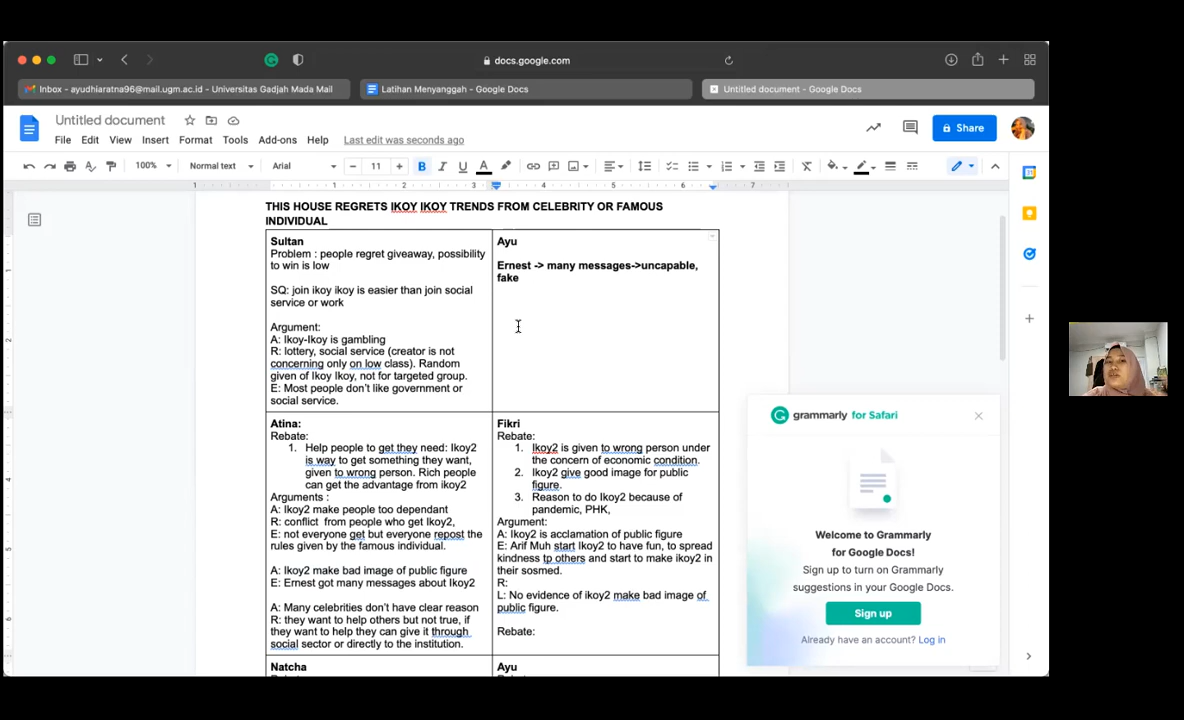 docs.google.com
Inbox - ayudhiaratna96@mail.ugm.ac.id - Universitas Gadjah Mada Mail
Latihan Menyanggah - Google Docs
Untitled document - Google Docs
Untitled document
File Edit View Insert Format Tools Add-ons Help Last edit was seconds ago
Share
100% Normal text Arial 11 B I U A
1 1 2 3 4 5 6 7
THIS HOUSE REGRETS IKOY IKOY TRENDS FROM CELEBRITY OR FAMOUS
INDIVIDUAL
Sultan
Problem : people regret giveaway, possibility
to win is low
SQ: join ikoy ikoy is easier than join social
service or work
Argument:
A: Ikoy-Ikoy is gambling
R: lottery, social service (creator is not
concerning only on low class). Random
given of Ikoy Ikoy, not for targeted group.
E: Most people don't like government or
social service.
Ayu
Ernest -> many messages->uncapable,
fake
Atina:
Rebate:
1. Help people to get they need: Ikoy2
is way to get something they want,
given to wrong person. Rich people
can get the advantage from ikoy2
Arguments :
A: Ikoy2 make people too dependant
R: conflict from people who get Ikoy2,
E: not everyone get but everyone repost the
rules given by the famous individual.
A: Ikoy2 make bad image of public figure
E: Ernest got many messages about Ikoy2
A: Many celebrities don't have clear reason
R: they want to help others but not true, if
they want to help they can give it through
social sector or directly to the institution.
Fikri
Rebate:
1. Ikoy2 is given to wrong person under
the concern of economic condition.
2. Ikoy2 give good image for public
figure.
3. Reason to do Ikoy2 because of
pandemic, PHK,
Argument:
A: Ikoy2 is acclamation of public figure
E: Arif Muh start Ikoy2 to have fun, to spread
kindness tp others and start to make ikoy2 in
their sosmed.
R:
L: No evidence of ikoy2 make bad image of
public figure.
Rebate:
Natcha
Ayu
grammarly for Safari
Welcome to Grammarly
for Google Docs!
Sign up to turn on Grammarly
suggestions in your Google Docs.
Sign up
Already have an account? Log in